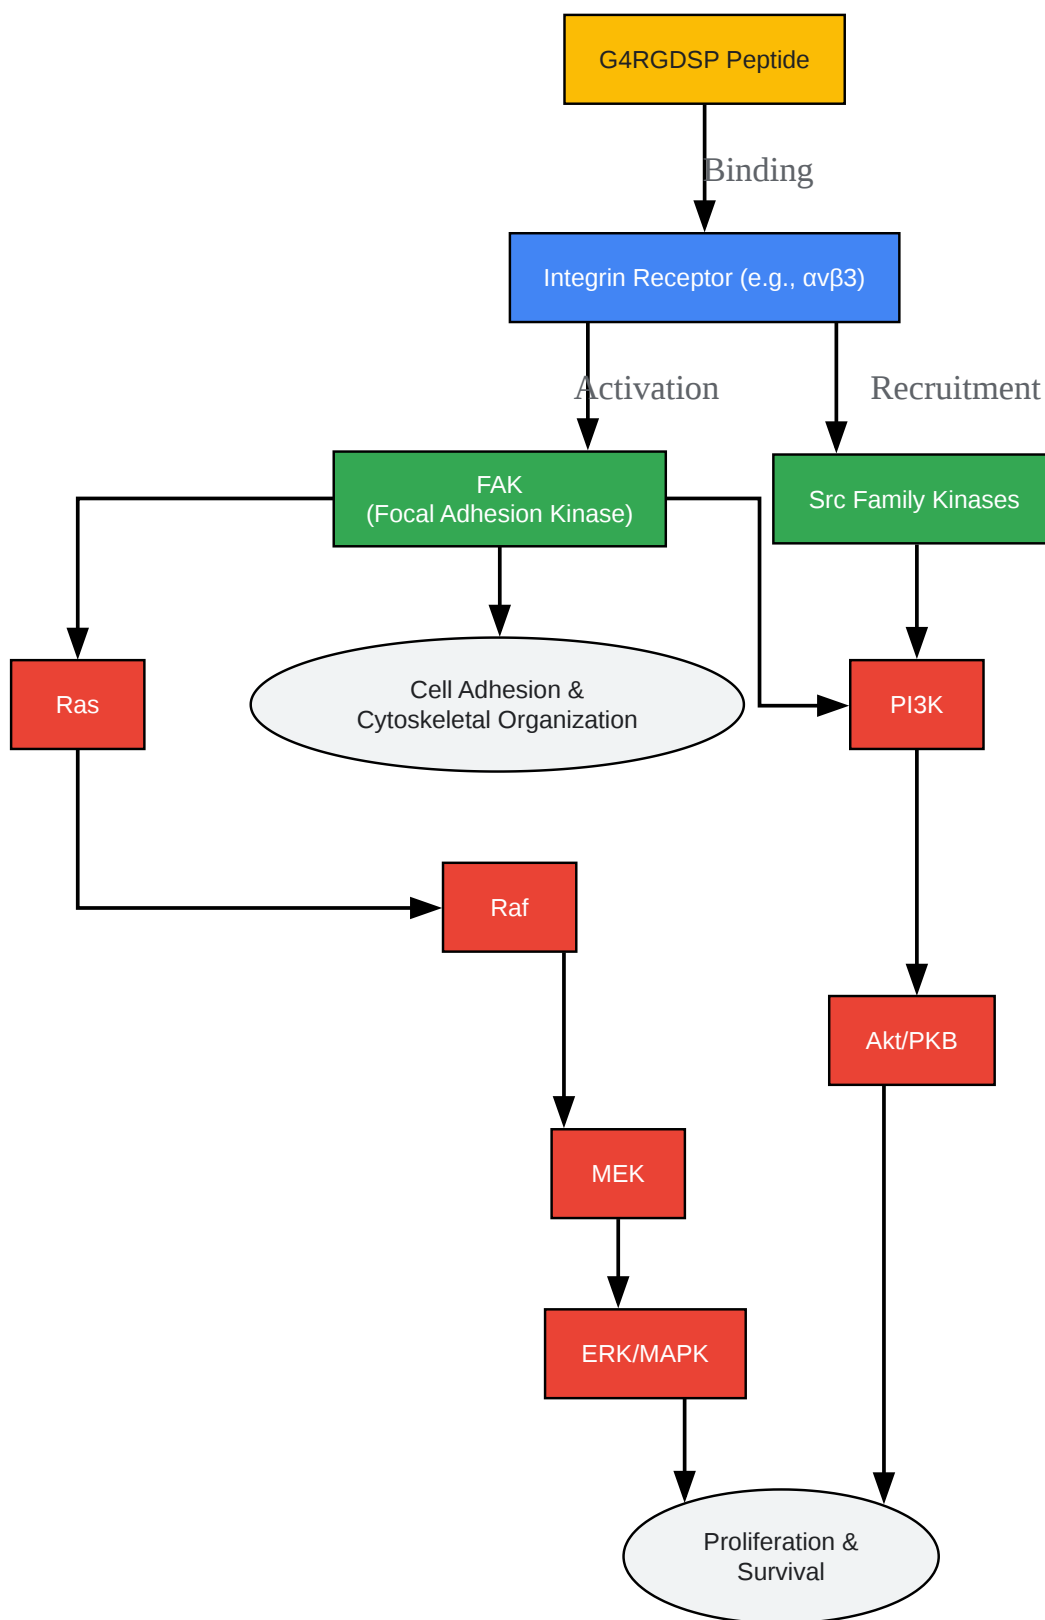 G4RGDSP Peptide
Binding
Integrin Receptor (e.g., αvβ3)
Activation
Recruitment
FAK
(Focal Adhesion Kinase)
Src Family Kinases
Ras
Cell Adhesion &
Cytoskeletal Organization
PI3K
Raf
Akt/PKB
MEK
ERK/MAPK
Proliferation &
Survival